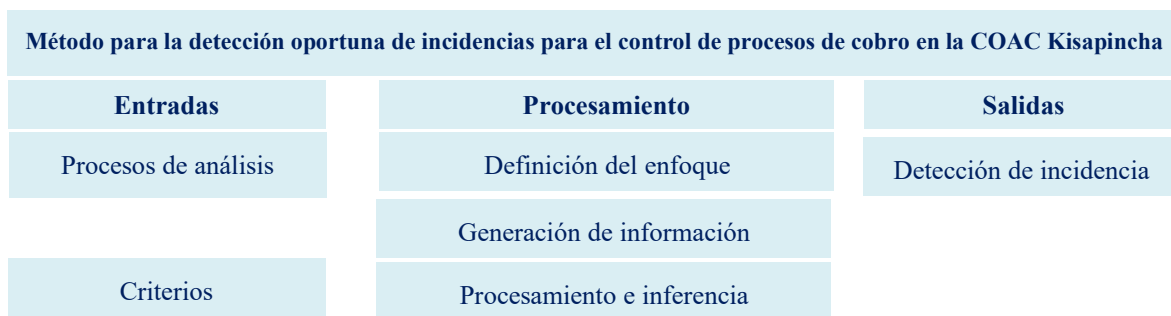 Método para la detección oportuna de incidencias para el control de procesos de cobro en la COAC Kisapincha
Entradas
Procesamiento
Salidas
Procesos de análisis
Definición del enfoque
Detección de incidencia
Generación de información
Criterios
Procesamiento e inferencia